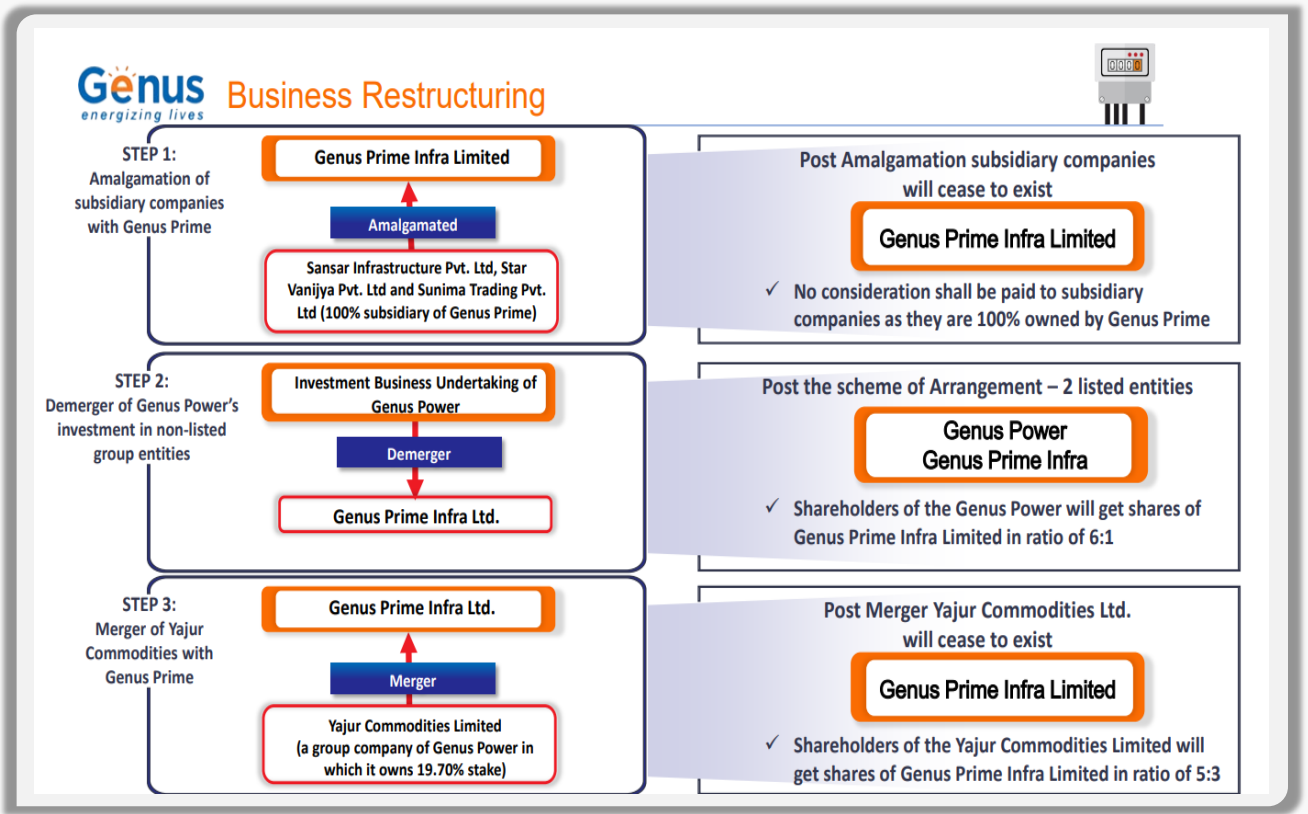 Genus
energizing lives
Business Restructuring
0000
STEP 1:
Amalgamation of
subsidiary companies
with Genus Prime
Genus Prime Infra Limited
Amalgamated
Sansar Infrastructure Pvt. Ltd, Star
Vanijya Pvt. Ltd and Sunima Trading Pvt.
Ltd (100% subsidiary of Genus Prime)
Post Amalgamation subsidiary companies
will cease to exist
Genus Prime Infra Limited
✓ No consideration shall be paid to subsidiary
companies as they are 100% owned by Genus Prime
STEP 2:
Demerger of Genus Power’s
investment in non-listed
group entities
Investment Business Undertaking of
Genus Power
Demerger
Genus Prime Infra Ltd.
Post the scheme of Arrangement – 2 listed entities
Genus Power
Genus Prime Infra
✓ Shareholders of the Genus Power will get shares of
Genus Prime Infra Limited in ratio of 6:1
STEP 3:
Merger of Yajur
Commodities with
Genus Prime
Genus Prime Infra Ltd.
Merger
Yajur Commodities Limited
(a group company of Genus Power in
which it owns 19.70% stake)
Post Merger Yajur Commodities Ltd.
will cease to exist
Genus Prime Infra Limited
✓ Shareholders of the Yajur Commodities Limited will
get shares of Genus Prime Infra Limited in ratio of 5:3